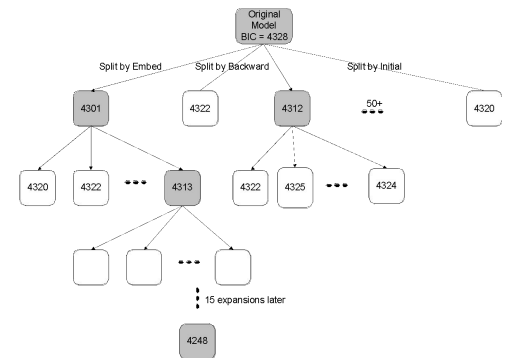 Original
Model
BIC = 4328
Split by Embed
Split by Backward
Split by Initial
4301
4322
4312
50+
4320
4320
4322
4313
4322
4325
4324
15 expansions later
4248